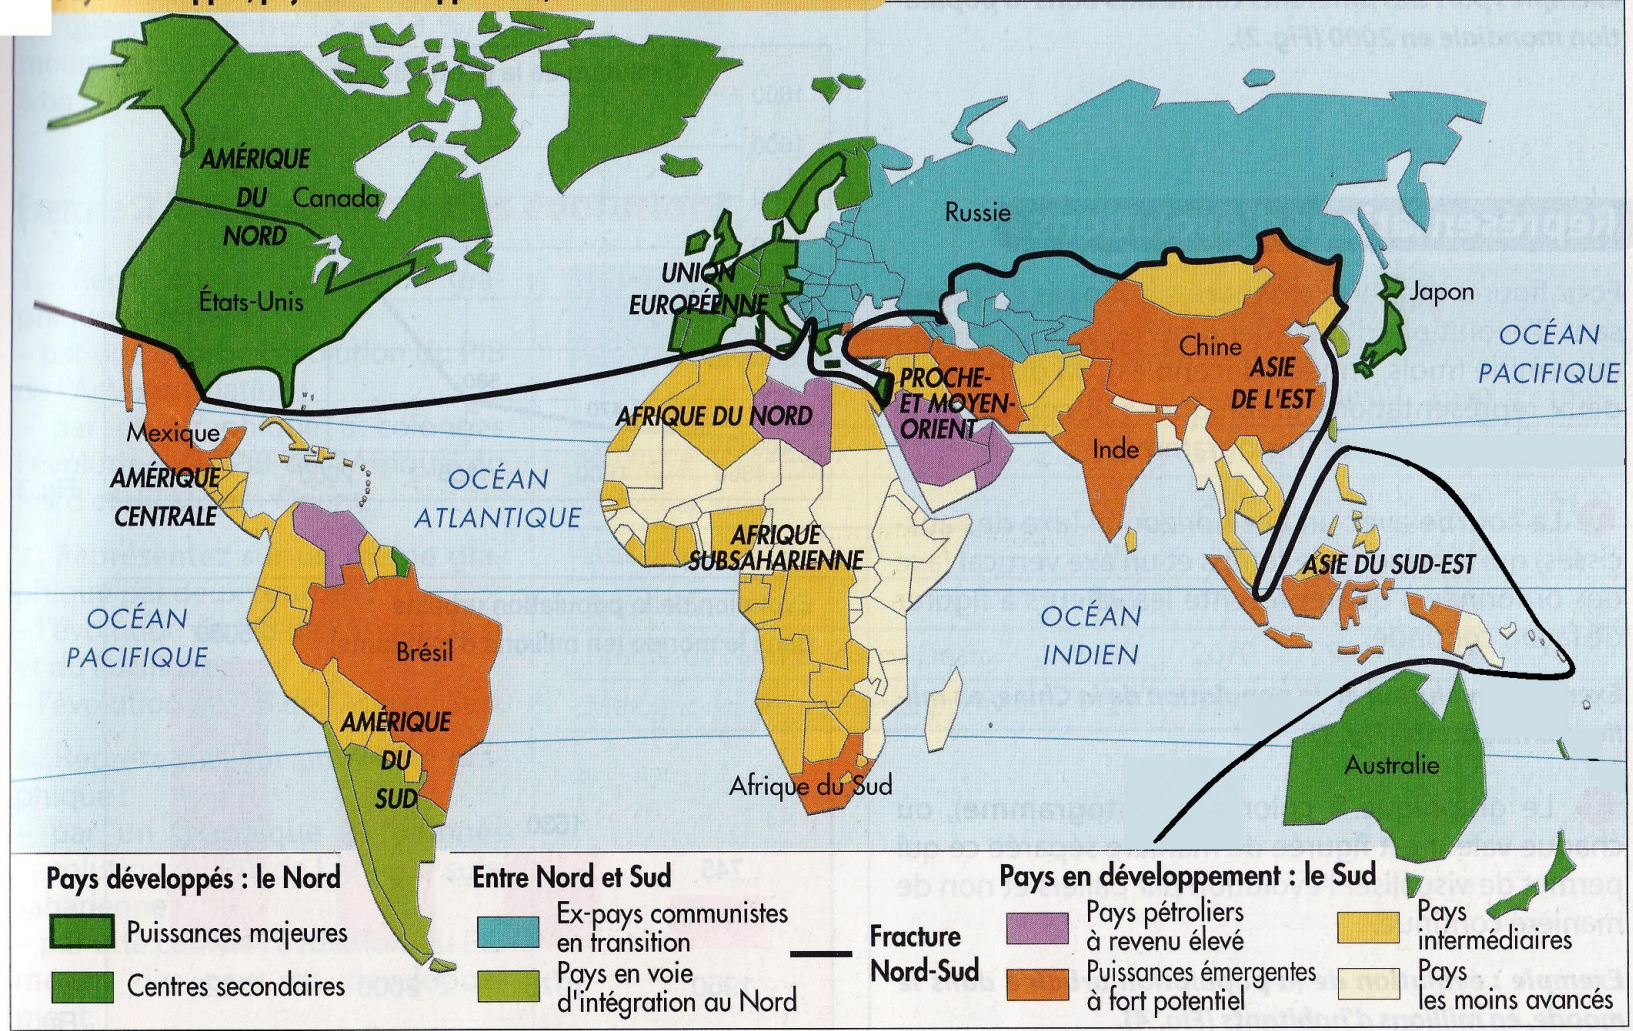 AMÉRIQUE
DU
NORD
Canada
États-Unis
Mexique
AMÉRIQUE
CENTRALE
OCÉAN
PACIFIQUE
OCÉAN
ATLANTIQUE
Brésil
AMÉRIQUE
DU
SUD
UNION
EUROPÉENNE
AFRIQUE DU NORD
AFRIQUE
SUBSAHARIENNE
Afrique du Sud
PROCHE-
ET MOYEN-
ORIENT
Russie
Chine
ASIE
DE L'EST
Inde
Japon
OCÉAN
PACIFIQUE
ASIE DU SUD-EST
OCÉAN
INDIEN
Australie
Pays développés : le Nord
Puissances majeures
Centres secondaires
Entre Nord et Sud
Ex-pays communistes
en transition
Pays en voie
d'intégration au Nord
Fracture
Nord-Sud
Pays en développement : le Sud
Pays pétroliers
à revenu élevé
Puissances émergentes
à fort potentiel
Pays
intermédiaires
Pays
les moins avancés